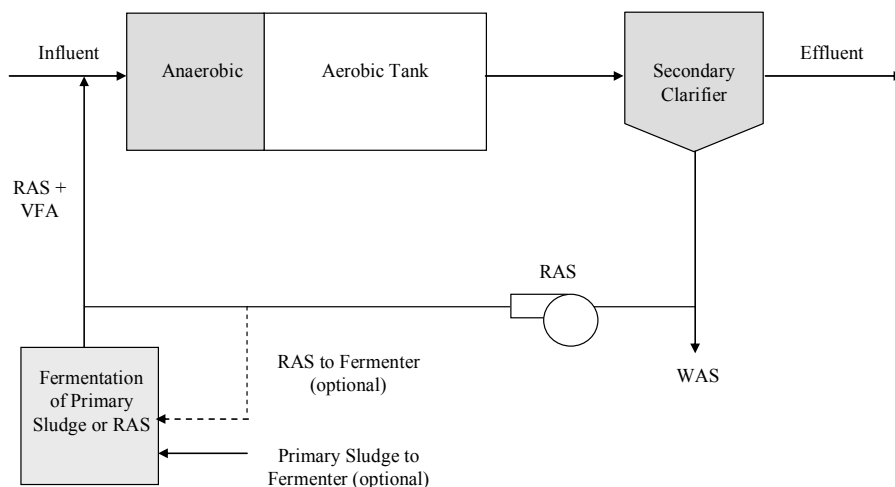 Influent
Anaerobic
Aerobic Tank
Secondary
Clarifier
Effluent
RAS +
VFA
RAS
RAS to Fermenter
(optional)
WAS
Fermentation
of Primary
Sludge or RAS
Primary Sludge to
Fermenter (optional)